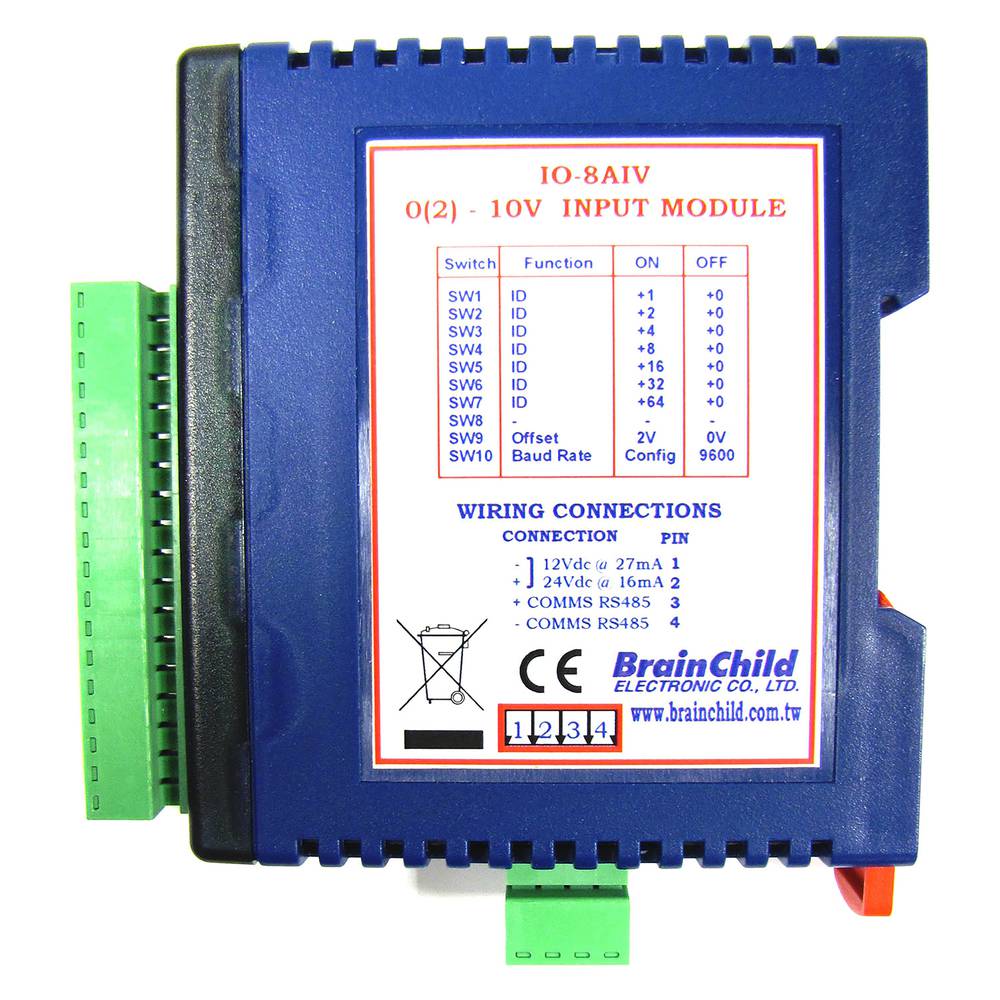 IO-8AIV
0(2) - 10V INPUT MODULE
Switch Function ON OFF
SW1 ID +1 +0
SW2 ID +2 +0
SW3 ID +4 +0
SW4 ID +8 +0
SW5 ID +16 +0
SW6 ID +32 +0
SW7 ID +64 +0
SW8 - - -
SW9 Offset 2V 0V
SW10 Baud Rate Config 9600
WIRING CONNECTIONS
CONNECTION PIN
- ] 12Vdc @ 27mA 1
+ ] 24Vdc @ 16mA 2
+ COMMS RS485 3
- COMMS RS485 4
CE
BrainChild
ELECTRONIC CO., LTD.
www.brainchild.com.tw
1 2 3 4